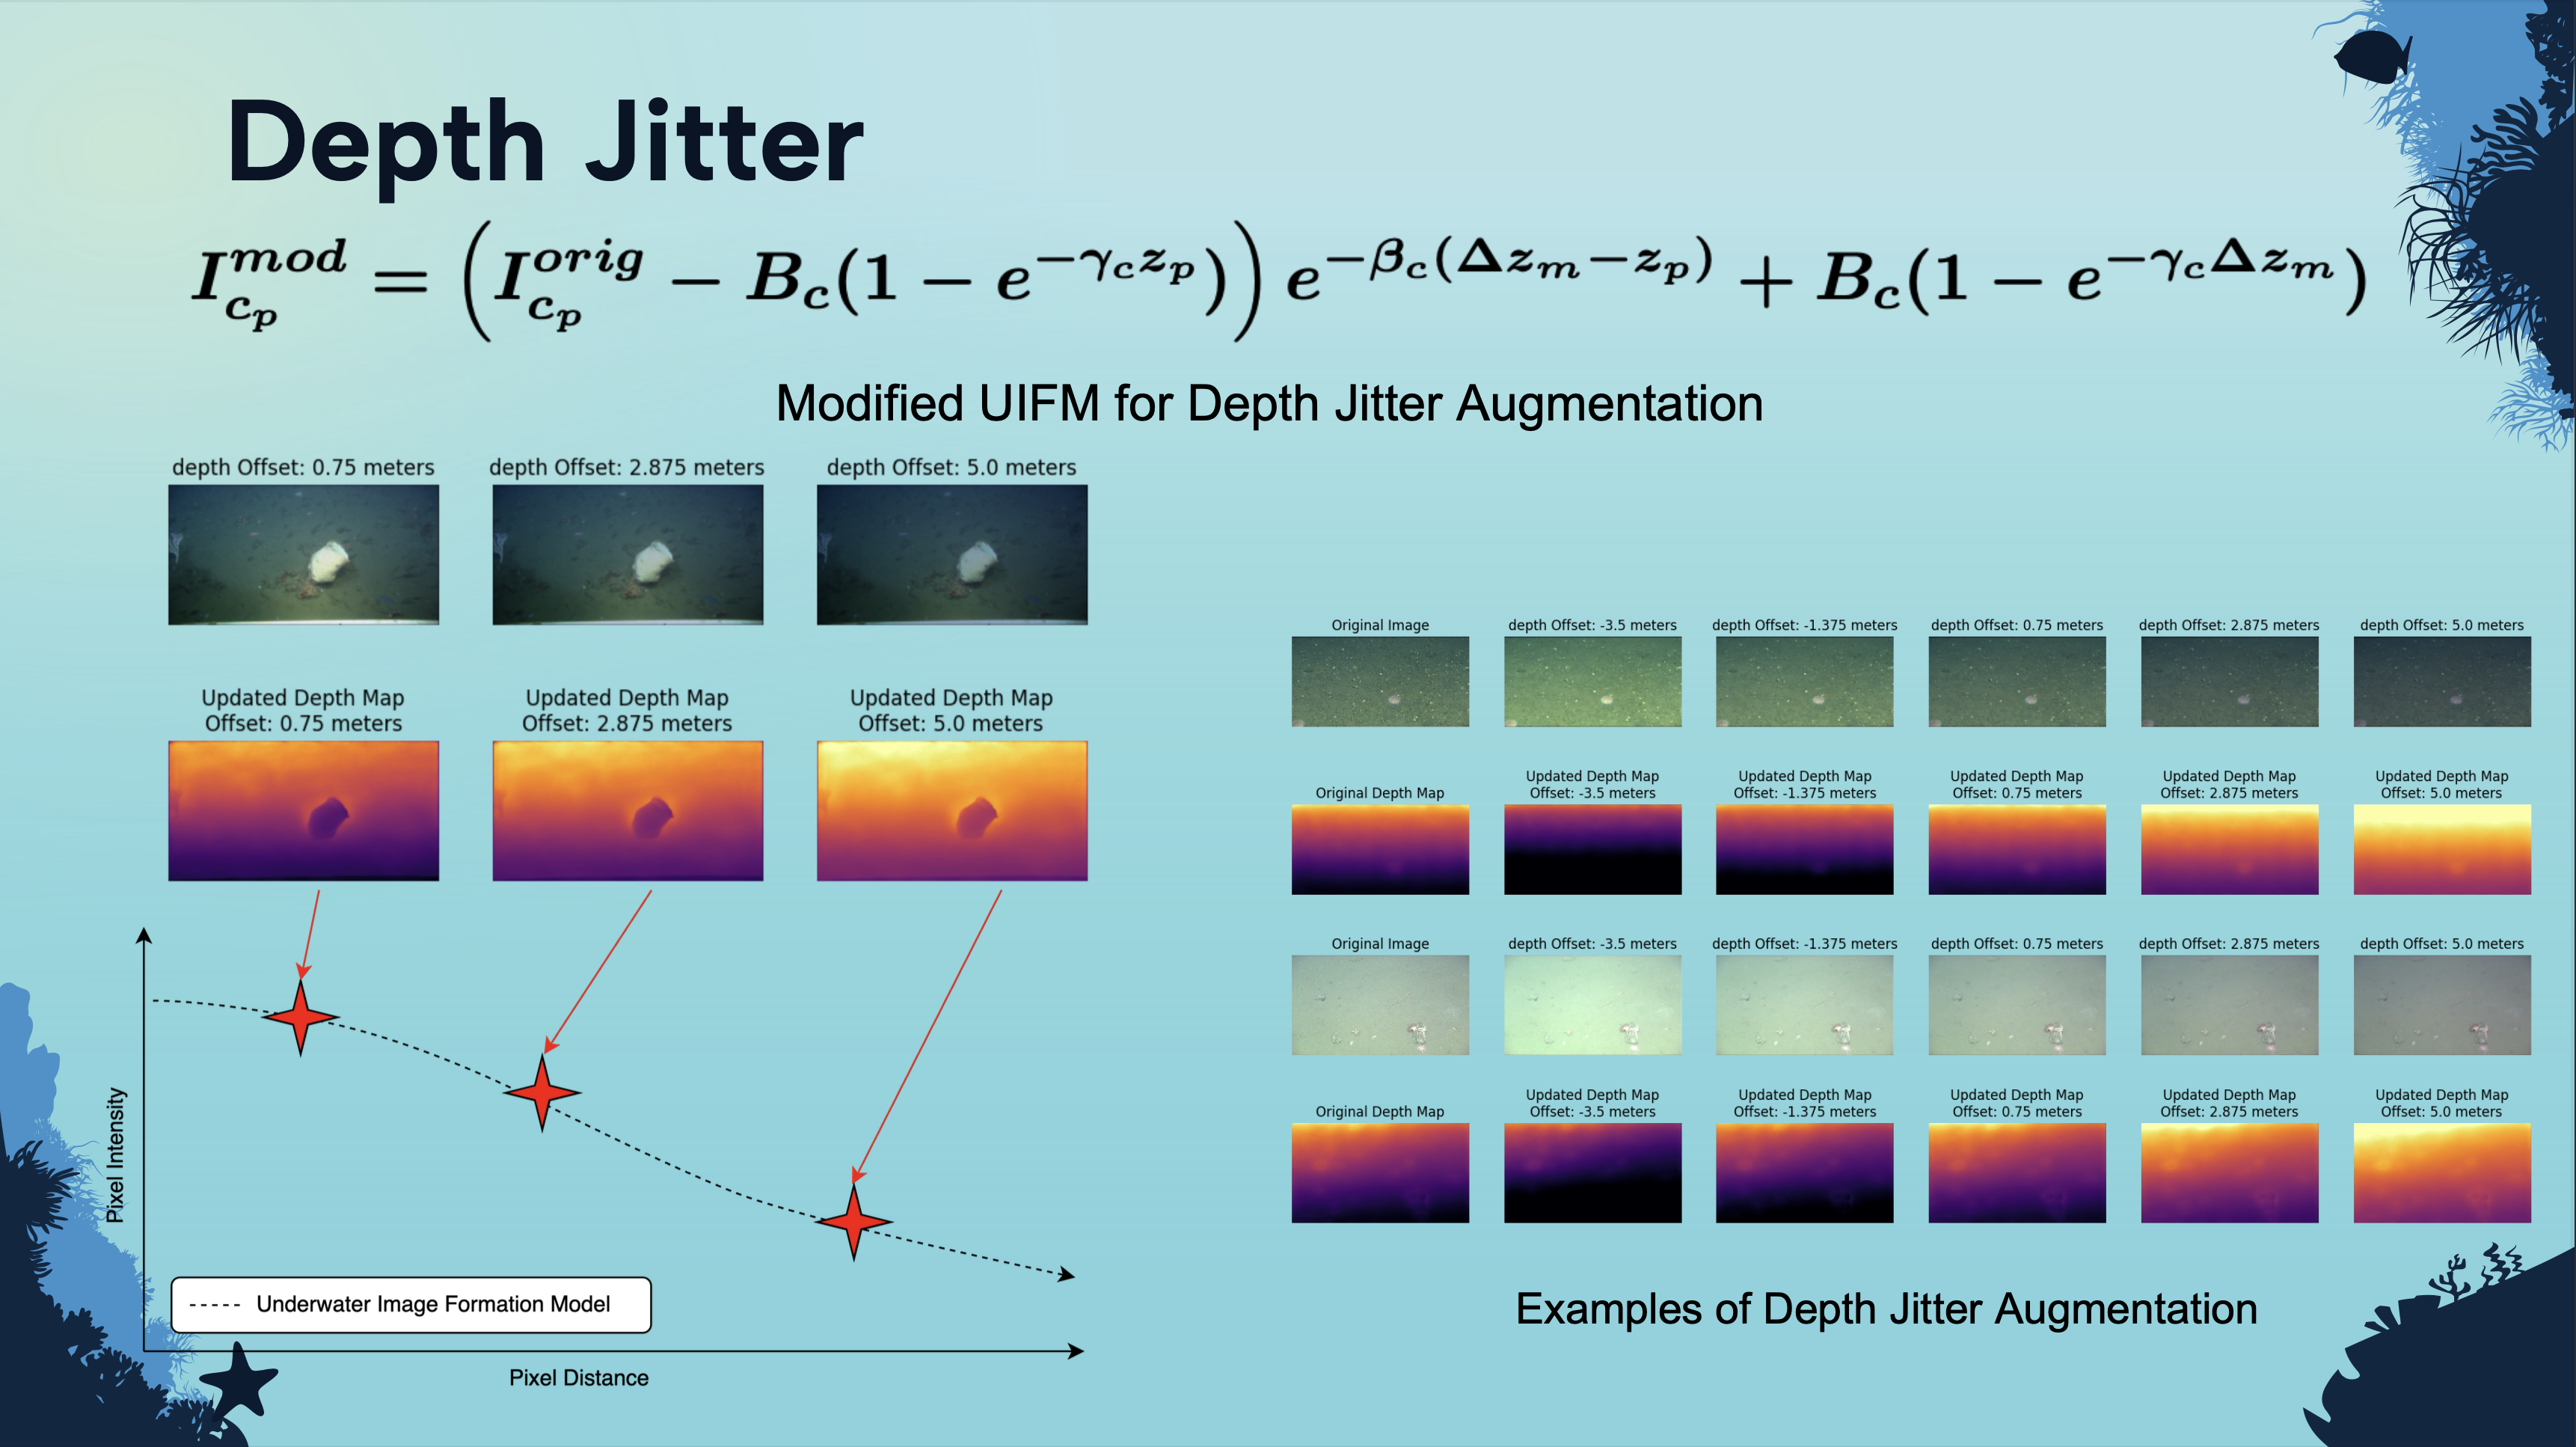 Depth Jitter
I_{c_p}^{mod} = ( I_{c_p}^{orig} − B_c(1 − e^{−γ_c z_p}) ) e^{−β_c(Δz_m − z_p)} + B_c(1 − e^{−γ_c Δz_m})
Modified UIFM for Depth Jitter Augmentation
depth Offset: 0.75 meters
depth Offset: 2.875 meters
depth Offset: 5.0 meters
Updated Depth Map
Offset: 0.75 meters
Updated Depth Map
Offset: 2.875 meters
Updated Depth Map
Offset: 5.0 meters
Pixel Intensity
Underwater Image Formation Model
Pixel Distance
Original Image
depth Offset: -3.5 meters
depth Offset: -1.375 meters
depth Offset: 0.75 meters
depth Offset: 2.875 meters
depth Offset: 5.0 meters
Original Depth Map
Updated Depth Map
Offset: -3.5 meters
Updated Depth Map
Offset: -1.375 meters
Updated Depth Map
Offset: 0.75 meters
Updated Depth Map
Offset: 2.875 meters
Updated Depth Map
Offset: 5.0 meters
Original Image
depth Offset: -3.5 meters
depth Offset: -1.375 meters
depth Offset: 0.75 meters
depth Offset: 2.875 meters
depth Offset: 5.0 meters
Original Depth Map
Updated Depth Map
Offset: -3.5 meters
Updated Depth Map
Offset: -1.375 meters
Updated Depth Map
Offset: 0.75 meters
Updated Depth Map
Offset: 2.875 meters
Updated Depth Map
Offset: 5.0 meters
Examples of Depth Jitter Augmentation